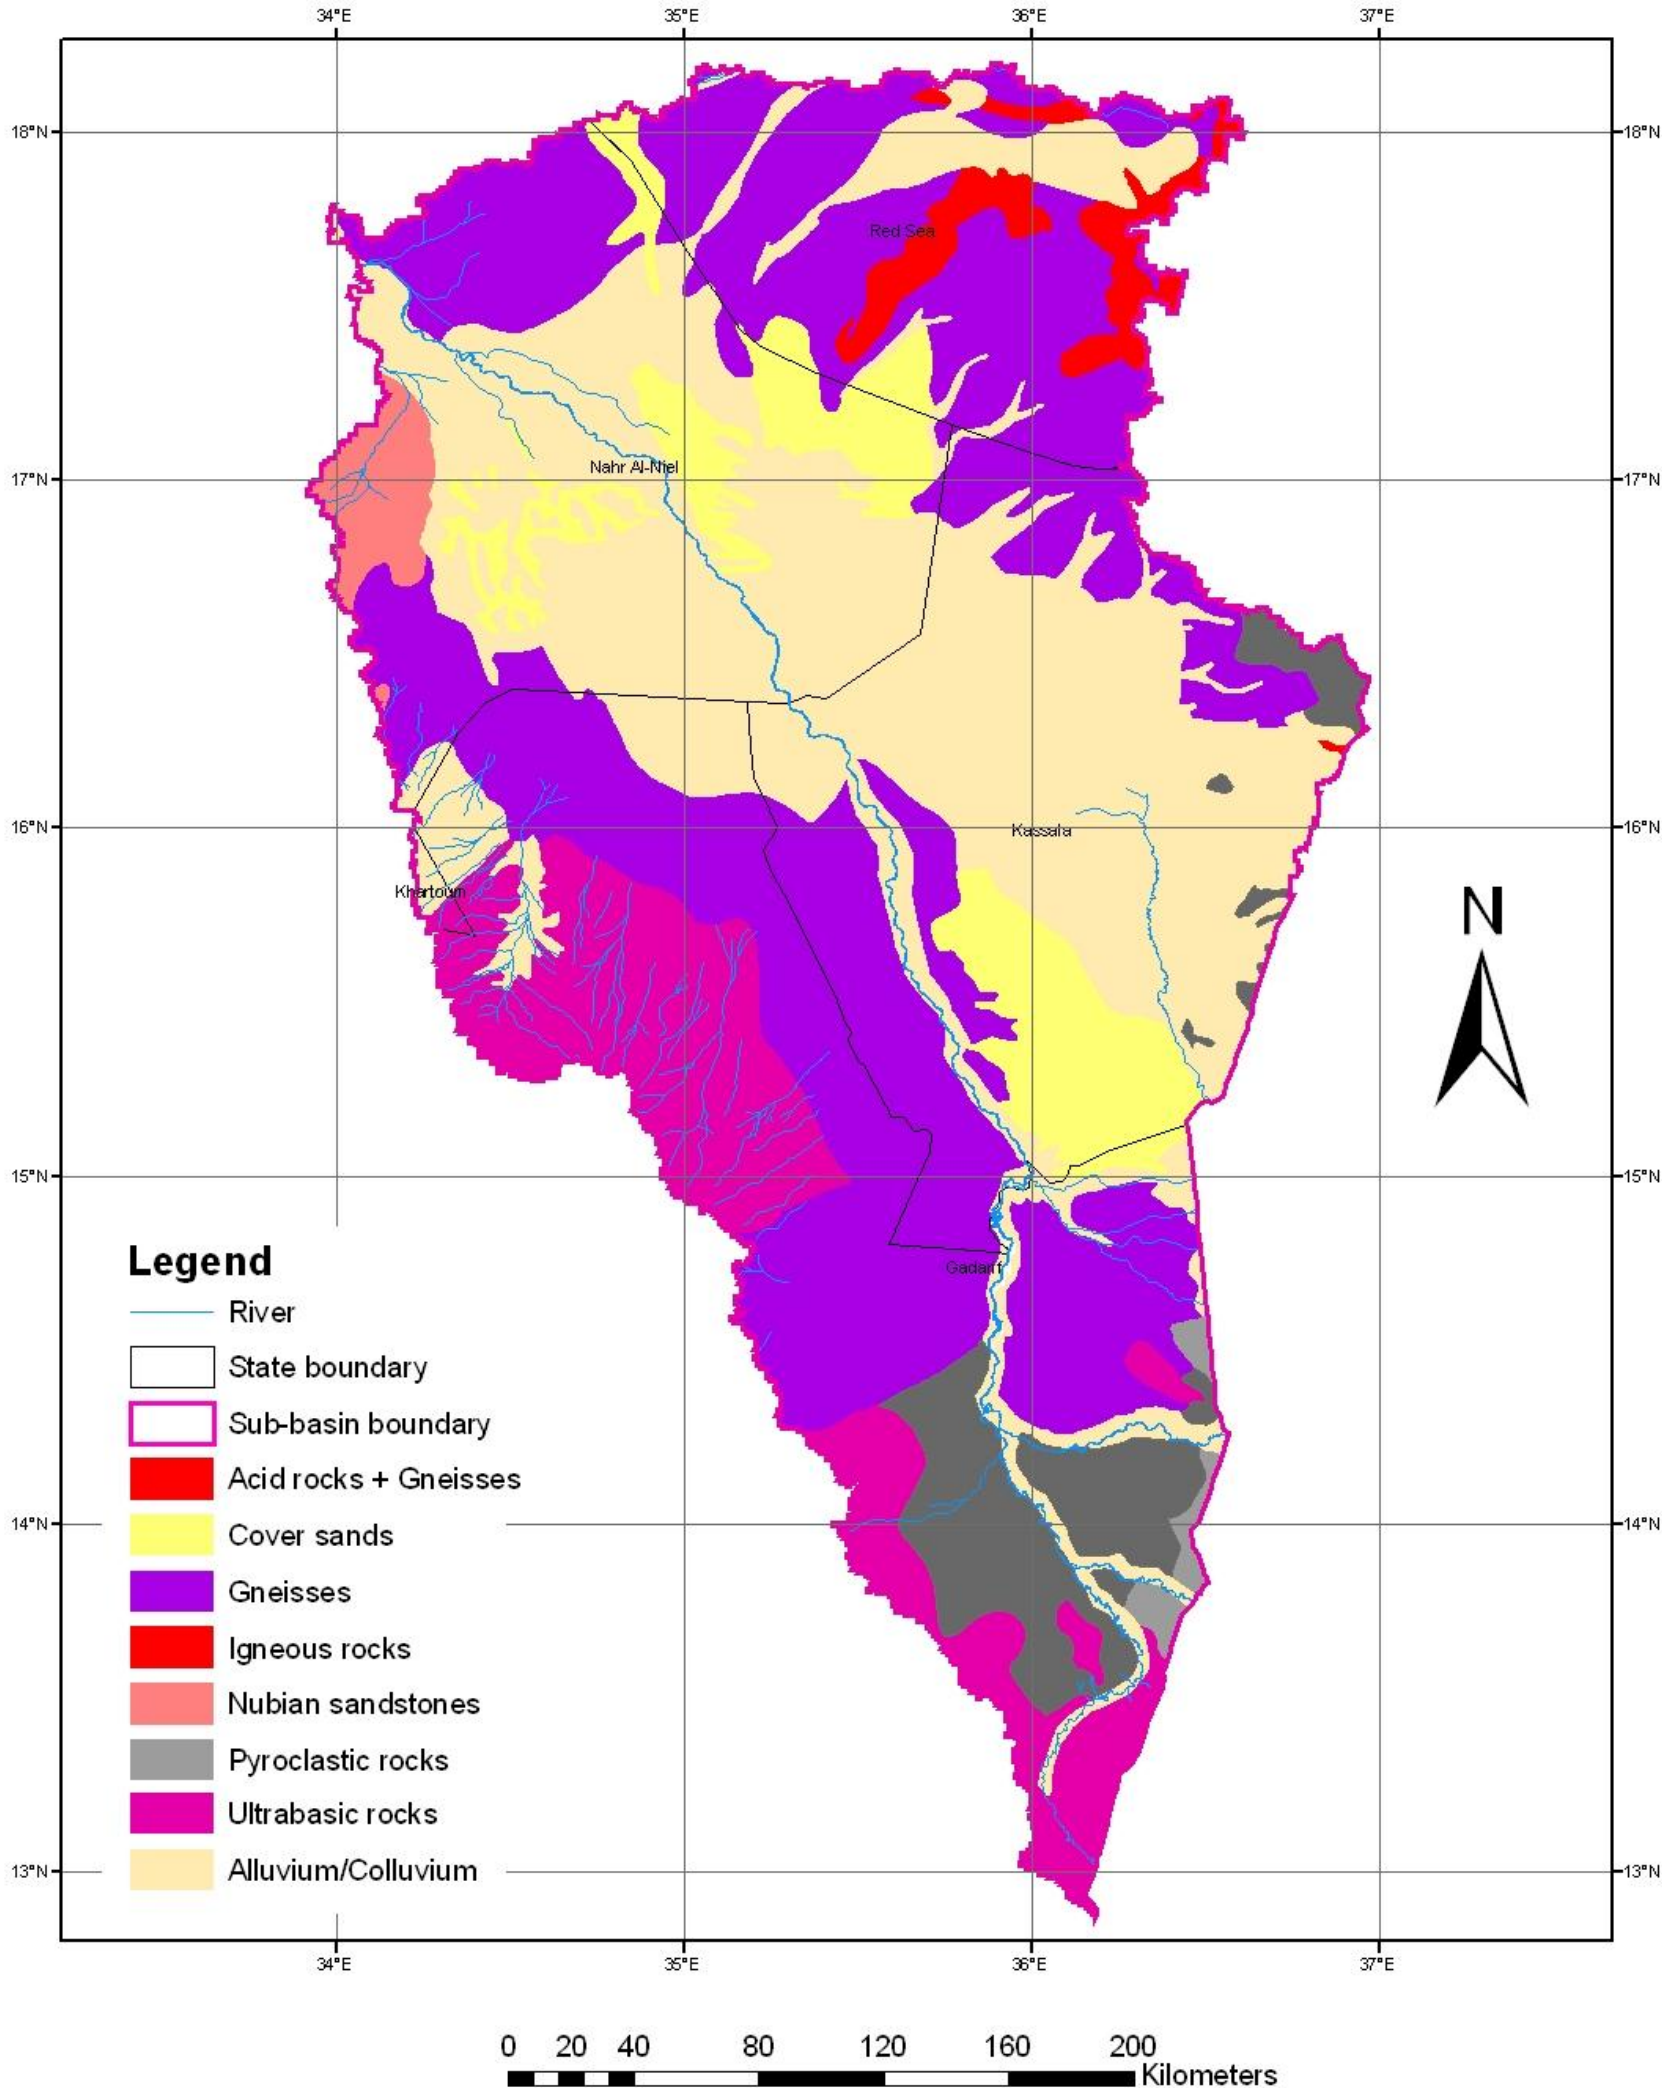 34°E 35°E 36°E 37°E
18°N 18°N
Red Sea
Nahr Al-Niel
17°N 17°N
16°N 16°N
Kassala
Khartoum
N
15°N 15°N
Gadarif
Legend
River
State boundary
Sub-basin boundary
Acid rocks + Gneisses
14°N 14°N
Cover sands
Gneisses
Igneous rocks
Nubian sandstones
Pyroclastic rocks
Ultrabasic rocks
Alluvium/Colluvium
13°N 13°N
34°E 35°E 36°E 37°E
0 20 40 80 120 160 200
Kilometers